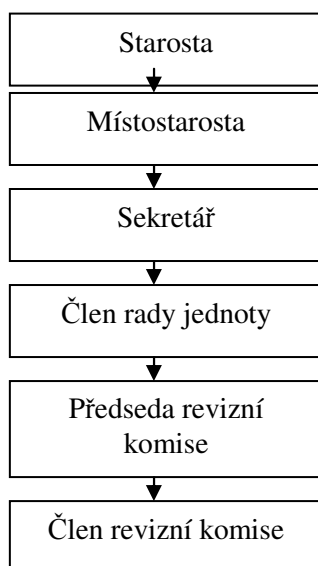 Starosta
Místostarosta
Sekretář
Člen rady jednoty
Předseda revizní
komise
Člen revizní komise